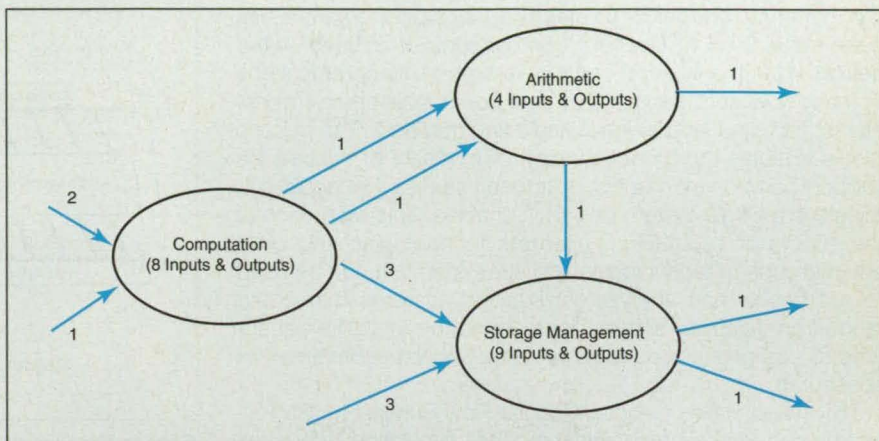 Arithmetic
(4 Inputs & Outputs)
1
1
1
2
1
Computation
(8 Inputs & Outputs)
3
1
1
Storage Management
(9 Inputs & Outputs)
3
1